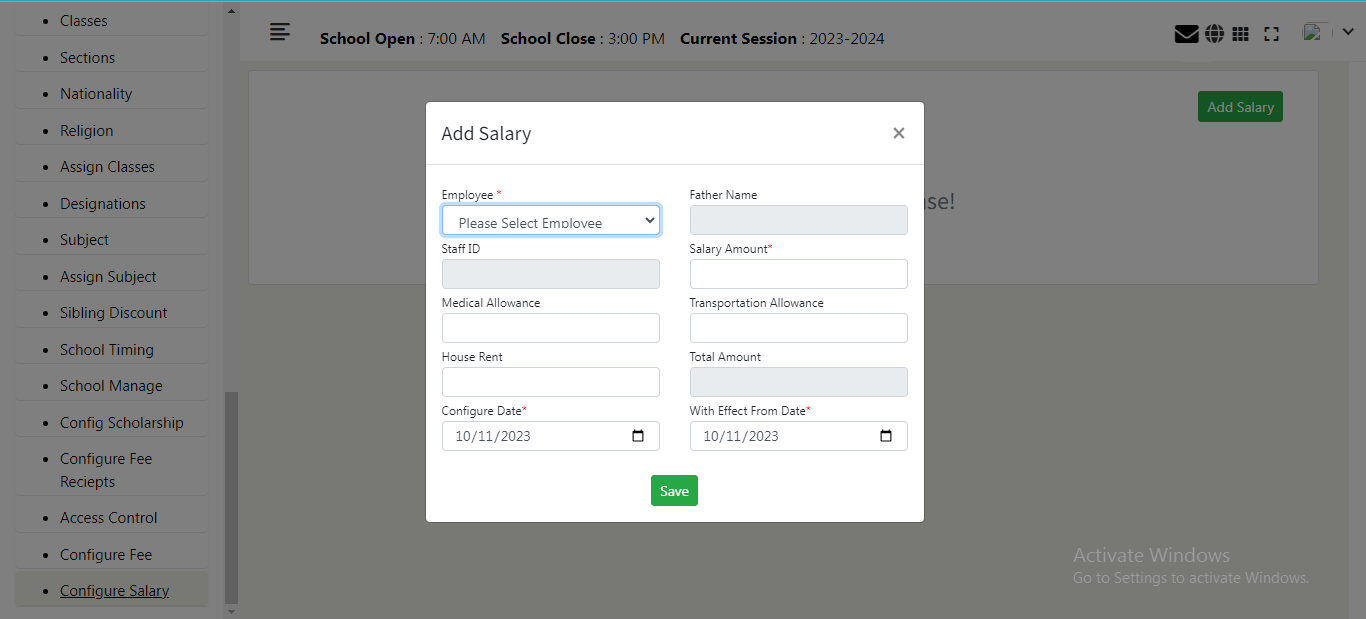 Classes
Sections
Nationality
Religion
Assign Classes
Designations
Subject
Assign Subject
Sibling Discount
School Timing
School Manage
Config Scholarship
Configure Fee
Reciepts
Access Control
Configure Fee
Configure Salary
School Open : 7:00 AM School Close : 3:00 PM Current Session : 2023-2024
Add Salary
Add Salary
×
Employee *
Father Name
Please Select Employee
Staff ID
Salary Amount*
Medical Allowance
Transportation Allowance
House Rent
Total Amount
Configure Date*
With Effect From Date*
10/11/2023
10/11/2023
Save
Activate Windows
Go to Settings to activate Windows.